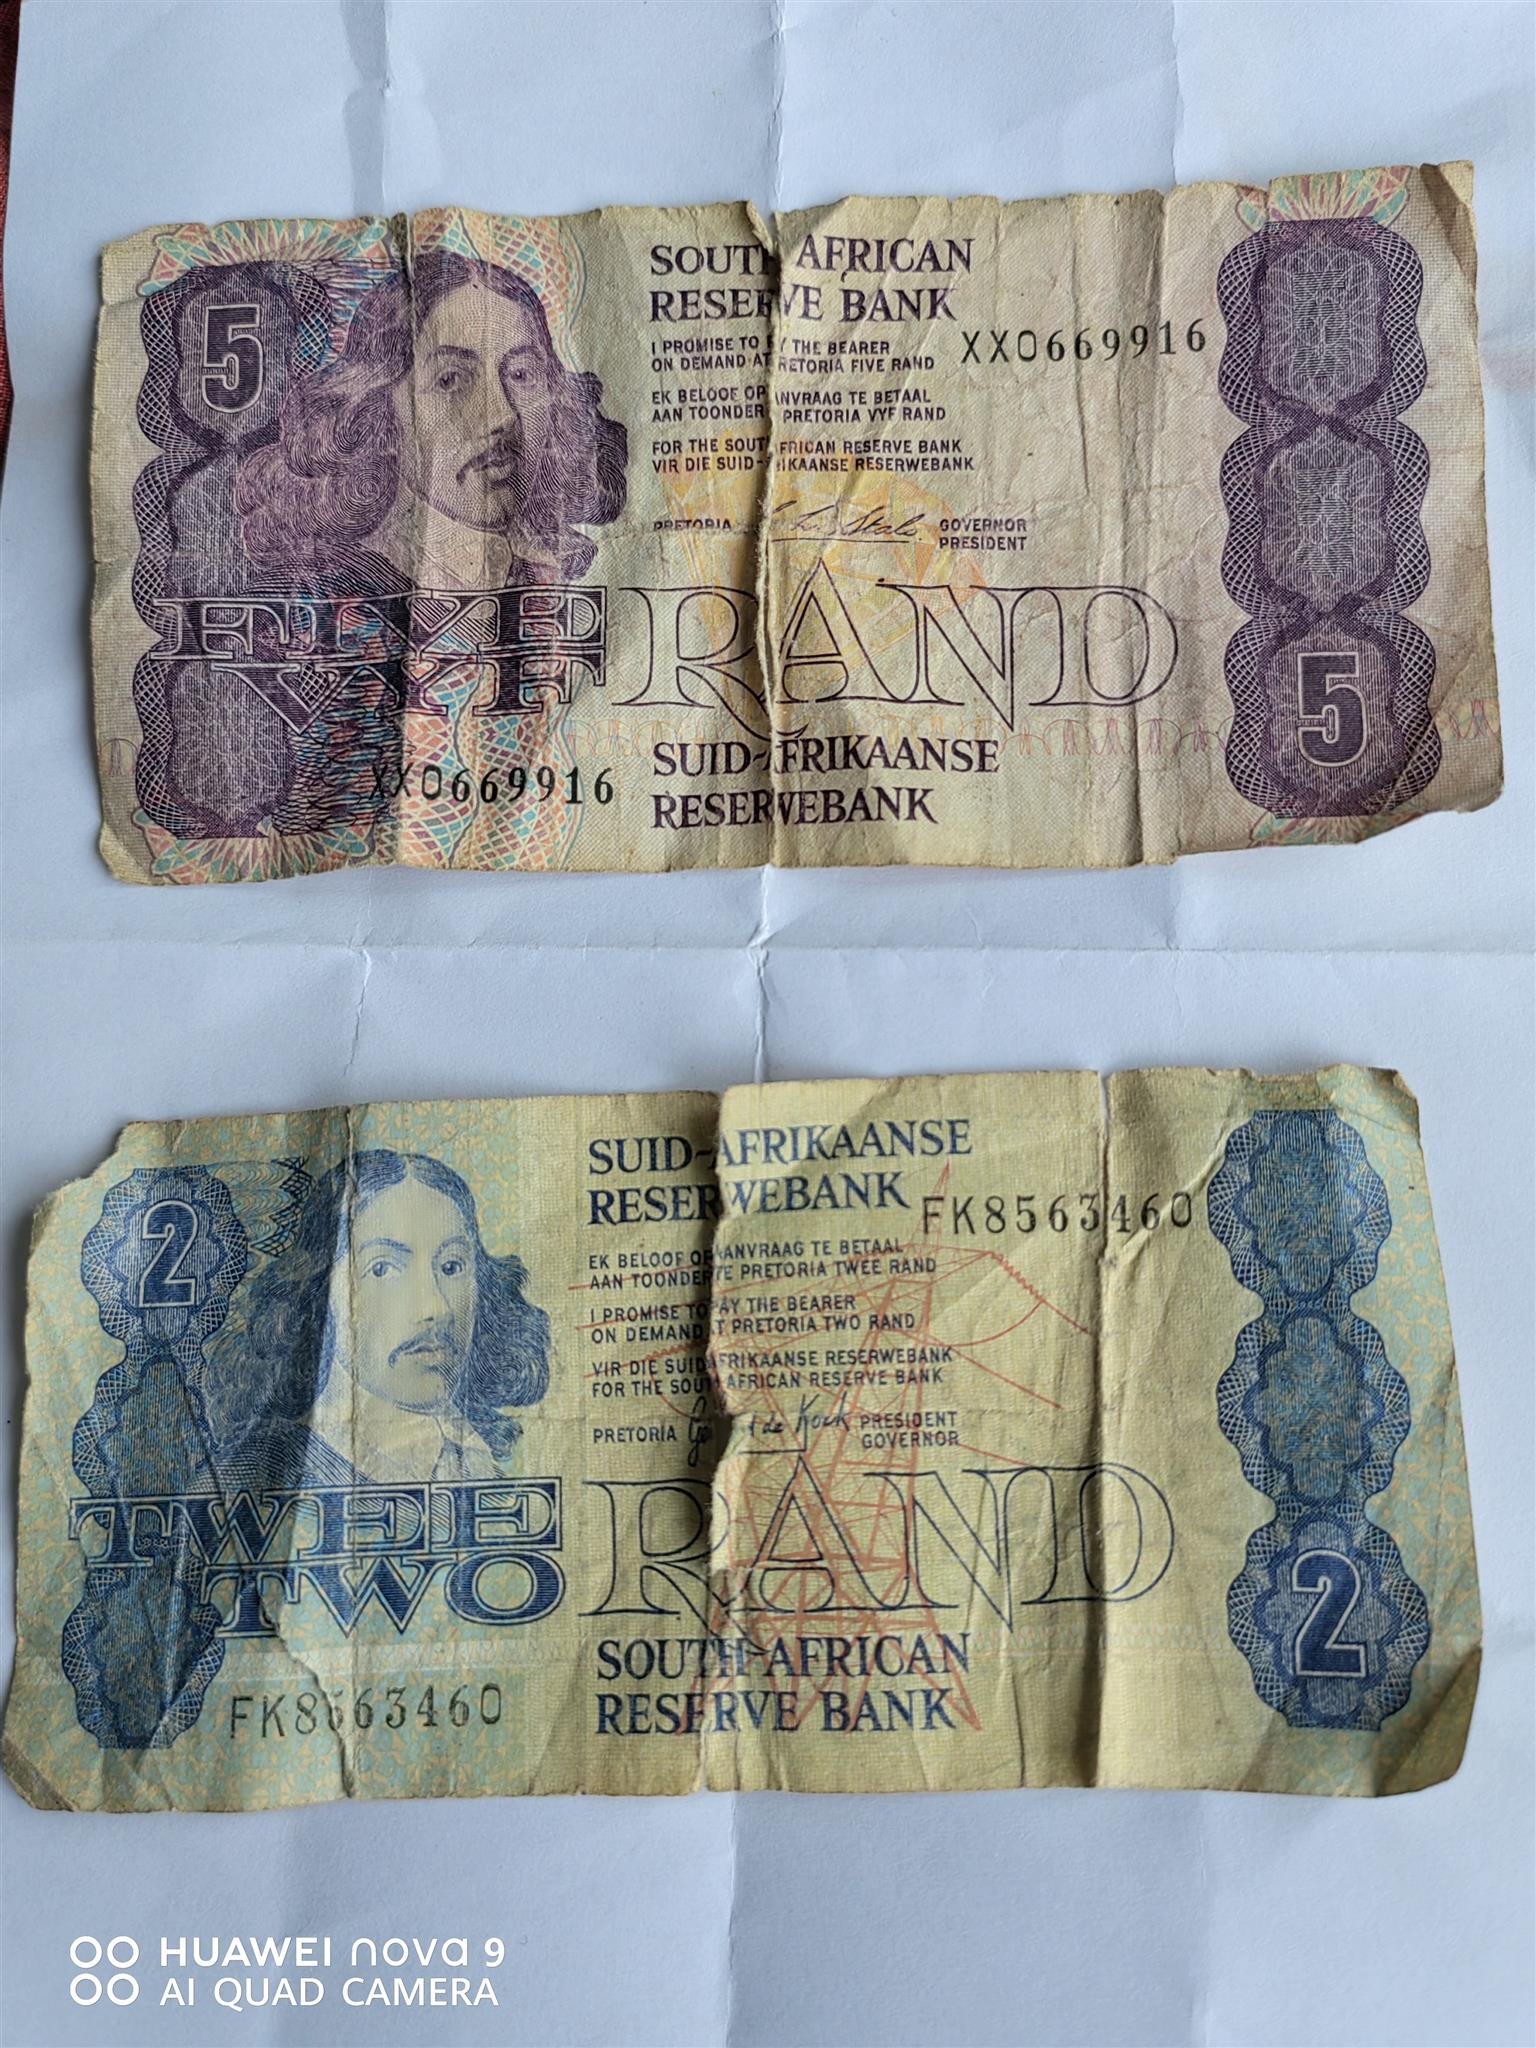 5
SOUTH AFRICAN
RESERVE BANK
XX0669916
I PROMISE TO THE BEARER
ON DEMAND AT PRETORIA FIVE RAND
EK BELOOF OP AANVRAAG TE BETAAL
AAN TOONDER PRETORIA VYF RAND
FOR THE SOUTH AFRICAN RESERVE BANK
VIR DIE SUID-AFRIKAANSE RESERWEBANK
PRETORIA GOVERNOR
PRESIDENT
FIVE RAND
VYF
5
XX0669916
SUID-AFRIKAANSE
RESERWEBANK
2
SUID-AFRIKAANSE
RESERWEBANK
FK8563460
EK BELOOF OP AANVRAAG TE BETAAL
AAN TOONDER TE PRETORIA TWEE RAND
I PROMISE TO PAY THE BEARER
ON DEMAND AT PRETORIA TWO RAND
VIR DIE SUID-AFRIKAANSE RESERWEBANK
FOR THE SOUTH AFRICAN RESERVE BANK
PRETORIA de Kock PRESIDENT
GOVERNOR
TWEE RAND
TWO
2
FK8563460
SOUTH AFRICAN
RESERVE BANK
HUAWEI nova 9
AI QUAD CAMERA